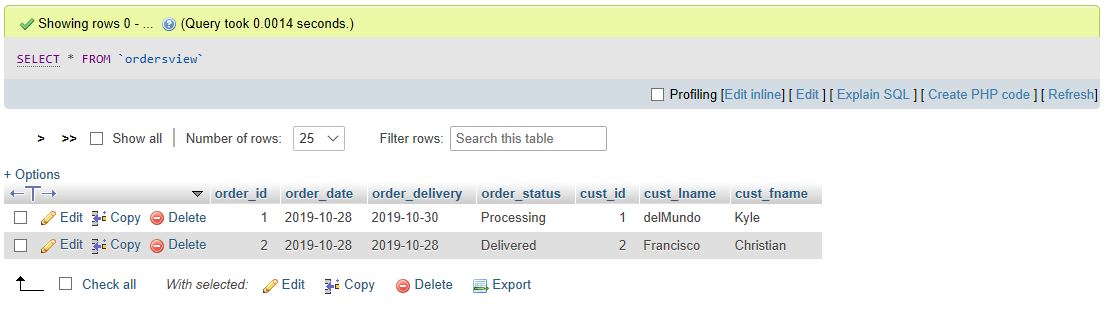 Showing rows 0 - ... (Query took 0.0014 seconds.)
SELECT * FROM `ordersview`
Profiling [Edit inline] [ Edit ] [ Explain SQL ] [ Create PHP code ] [ Refresh]
> >> Show all | Number of rows: 25 Filter rows: Search this table
+ Options
←T→ order_id order_date order_delivery order_status cust_id cust_lname cust_fname
Edit Copy Delete 1 2019-10-28 2019-10-30 Processing 1 delMundo Kyle
Edit Copy Delete 2 2019-10-28 2019-10-28 Delivered 2 Francisco Christian
Check all With selected: Edit Copy Delete Export